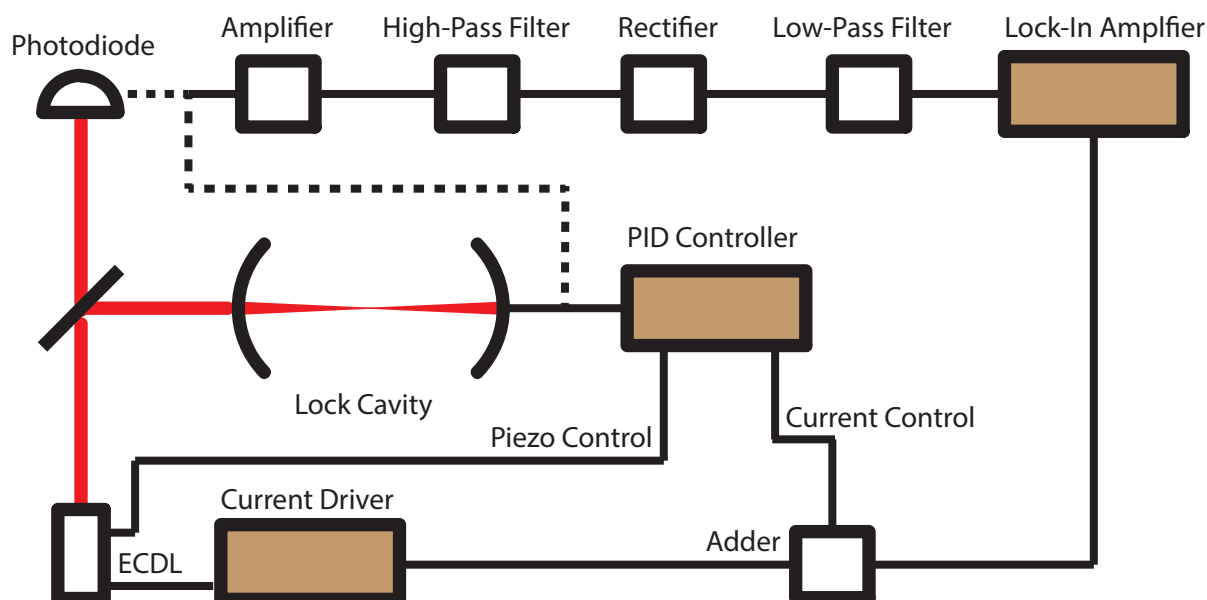 Photodiode
Amplifier
High-Pass Filter
Rectifier
Low-Pass Filter
Lock-In Amplfier
PID Controller
Lock Cavity
Piezo Control
Current Control
Current Driver
Adder
ECDL